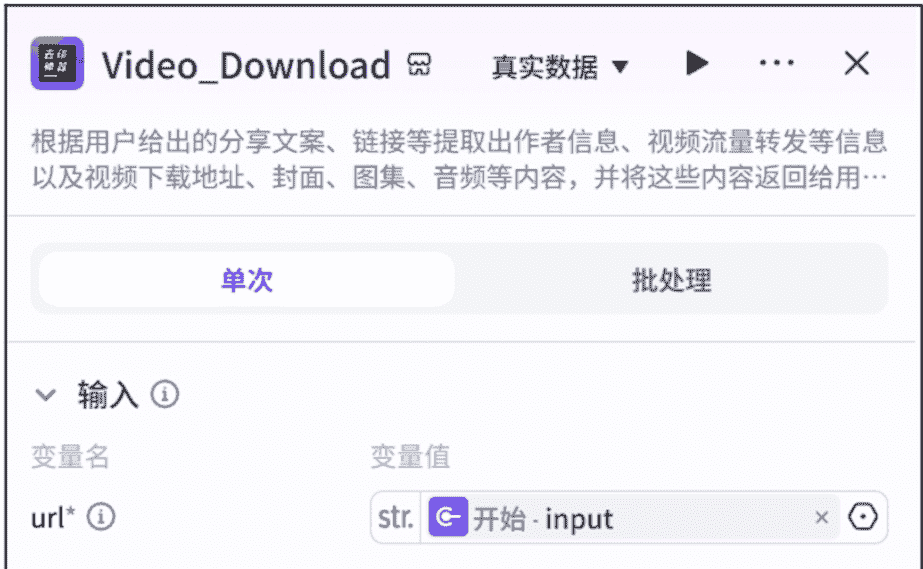 去作
水印
Video_Download 真实数据
根据用户给出的分享文案、链接等提取出作者信息、视频流量转发等信息
以及视频下载地址、封面、图集、音频等内容，并将这些内容返回给用…
单次 批处理
输入
变量名 变量值
url* str. 开始 · input